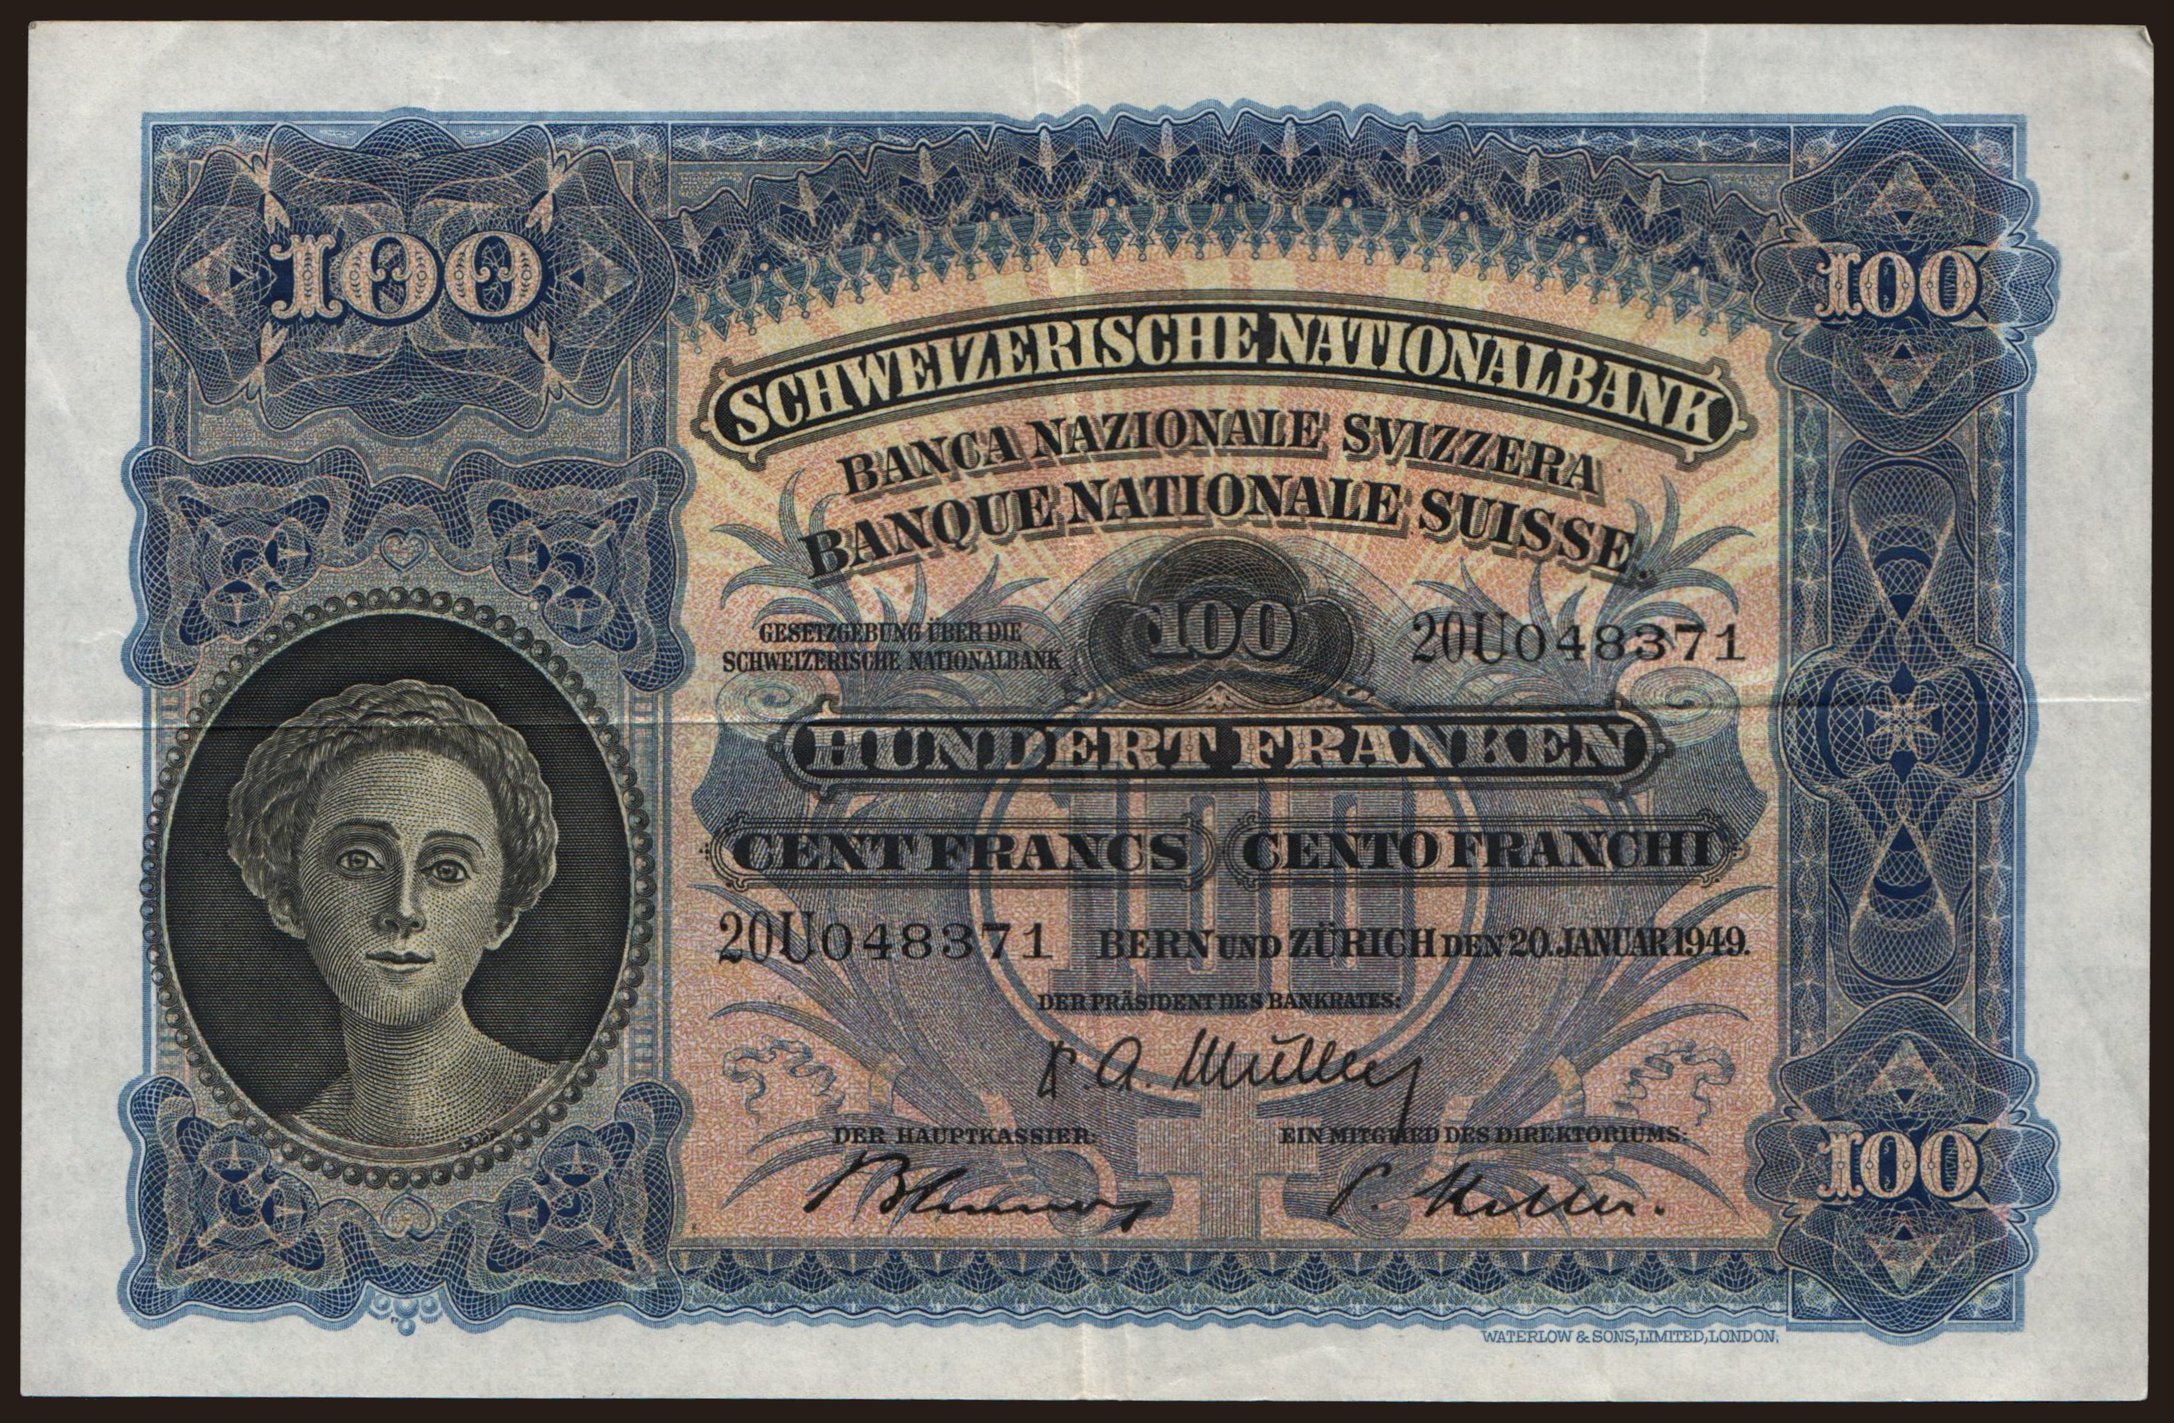 100
100
SCHWEIZERISCHE NATIONALBANK
BANCA NAZIONALE SVIZZERA
BANQUE NATIONALE SUISSE.
GESETZGEBUNG ÜBER DIE
SCHWEIZERISCHE NATIONALBANK
100
20U048371
HUNDERT FRANKEN
100
CENT FRANCS CENTO FRANCHI
20U048371 BERN UND ZÜRICH DEN 20. JANUAR 1949.
DER PRÄSIDENT DES BANKRATES:
A. Müller
DER HAUPTKASSIER:
EIN MITGLIED DES DIREKTORIUMS:
100
WATERLOW & SONS, LIMITED, LONDON,